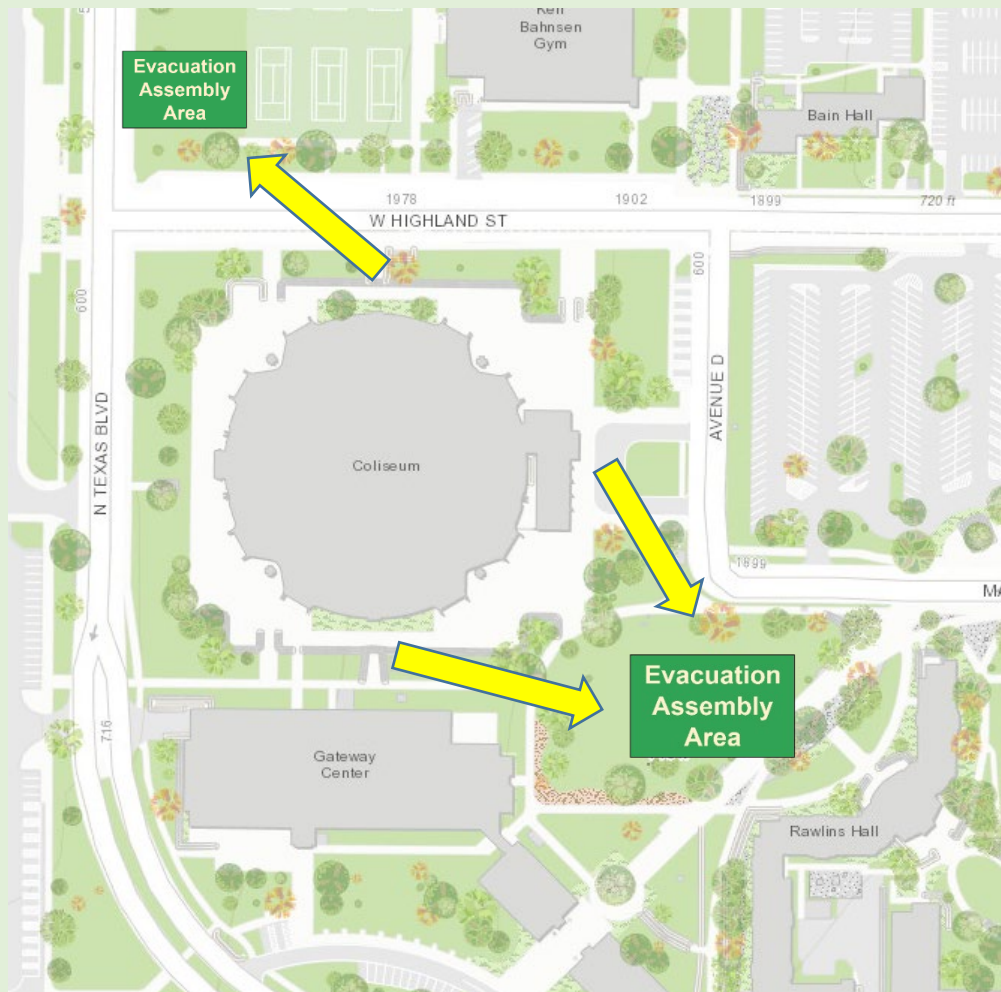 Ken
Bahnsen
Gym
Evacuation
Assembly
Area
Bain Hall
1978
1902
1899
720 ft
W HIGHLAND ST
600
600
N TEXAS BLVD
AVENUE D
Coliseum
1899
MA
Evacuation
Assembly
Area
716
Gateway
Center
Rawlins Hall